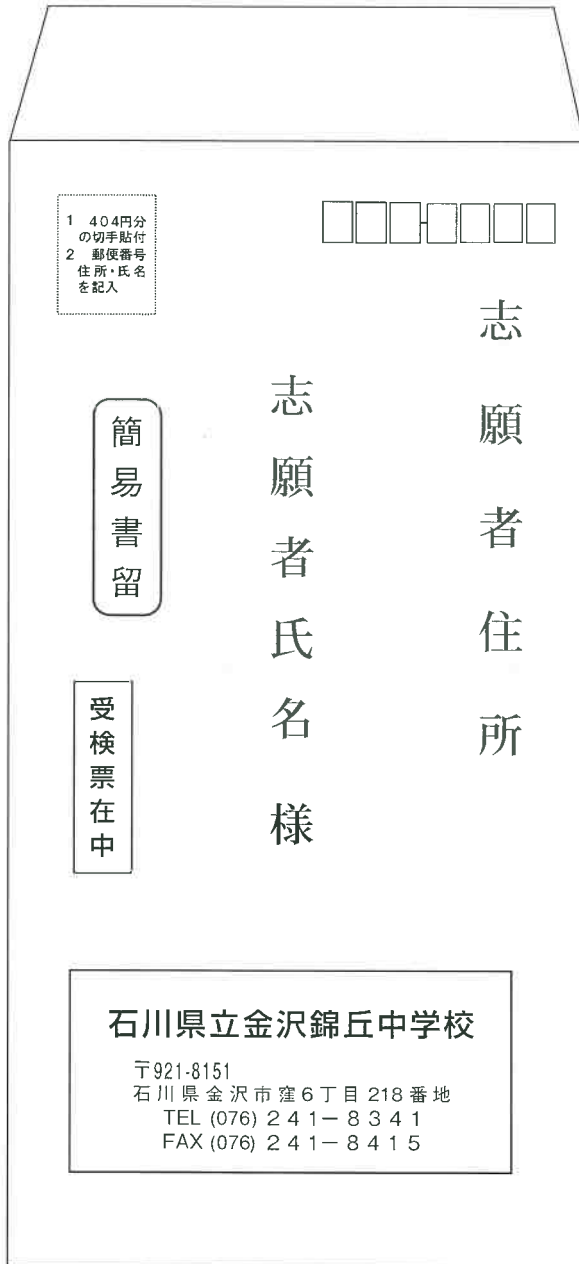 1 404円分
の切手貼付
2 郵便番号
住所・氏名
を記入
志願者住所
志願者氏名 様
簡易書留
受検票在中
石川県立金沢錦丘中学校
〒921-8151
石川県金沢市窪6丁目218番地
TEL (076) 241-8341
FAX (076) 241-8415